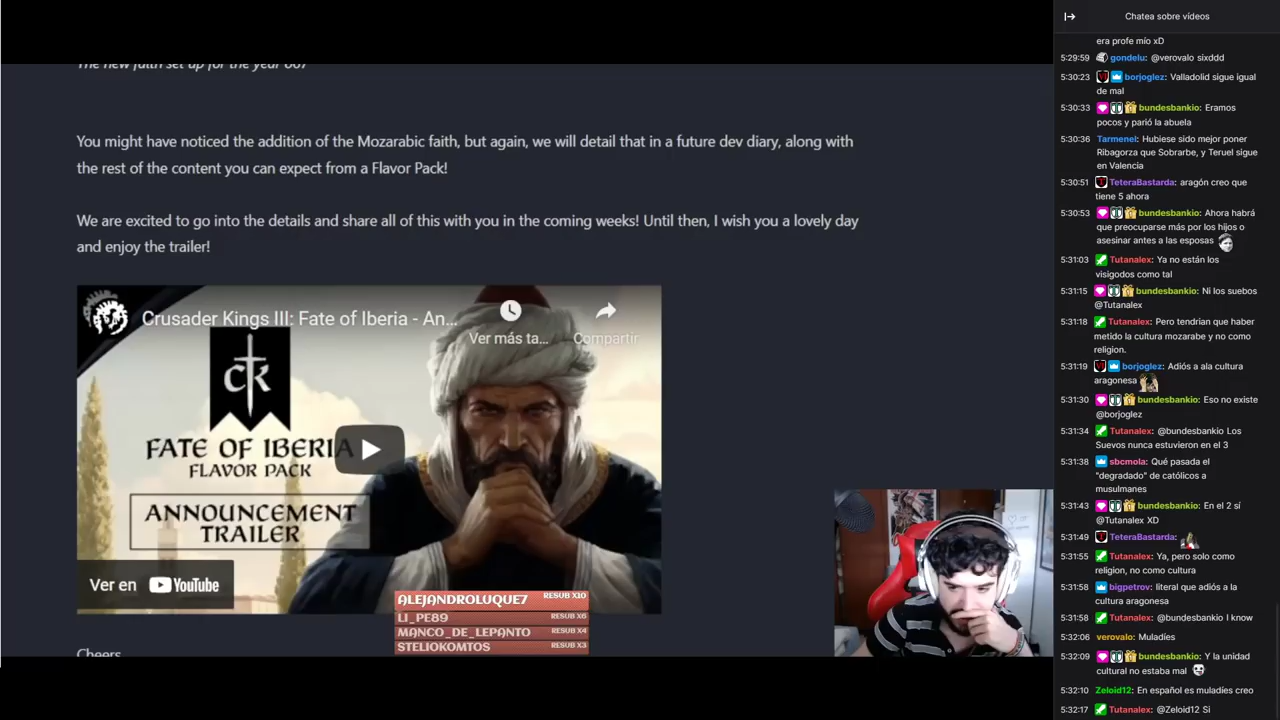 The new faith set up for the year 867
You might have noticed the addition of the Mozarabic faith, but again, we will detail that in a future dev diary, along with
the rest of the content you can expect from a Flavor Pack!
We are excited to go into the details and share all of this with you in the coming weeks! Until then, I wish you a lovely day
and enjoy the trailer!
Crusader Kings III: Fate of Iberia - An...
Ver más ta...
Compartir
CK
FATE OF IBERIA
FLAVOR PACK
ANNOUNCEMENT
TRAILER
Ver en YouTube
ALEJANDROLUQUE7 RESUB X10
LI_PE89 RESUB X6
MANCO_DE_LEPANTO RESUB X4
STELIOKOMTOS RESUB X3
Cheers
Chatea sobre vídeos
era profe mío xD
5:29:59 gondelu: @verovalo sixddd
5:30:23 borjoglez: Valladolid sigue igual
de mal
5:30:33 bundesbankio: Eramos
pocos y parió la abuela
5:30:36 Tarmenel: Hubiese sido mejor poner
Ribagorza que Sobrarbe, y Teruel sigue
en Valencia
5:30:51 TeteraBastarda: aragón creo que
tiene 5 ahora
5:30:53 bundesbankio: Ahora habrá
que preocuparse más por los hijos o
asesinar antes a las esposas
5:31:03 Tutanalex: Ya no están los
visigodos como tal
5:31:15 bundesbankio: Ni los suebos
@Tutanalex
5:31:18 Tutanalex: Pero tendrian que haber
metido la cultura mozarabe y no como
religion.
5:31:19 borjoglez: Adiós a ala cultura
aragonesa
5:31:30 bundesbankio: Eso no existe
@borjoglez
5:31:34 Tutanalex: @bundesbankio Los
Suevos nunca estuvieron en el 3
5:31:38 sbcmola: Qué pasada el
"degradado" de católicos a
musulmanes
5:31:43 bundesbankio: En el 2 sí
@Tutanalex XD
5:31:49 TeteraBastarda:
5:31:55 Tutanalex: Ya, pero solo como
religion, no como cultura
5:31:58 bigpetrov: literal que adiós a la
cultura aragonesa
5:31:58 Tutanalex: @bundesbankio I know
5:32:06 verovalo: Muladíes
5:32:09 bundesbankio: Y la unidad
cultural no estaba mal
5:32:10 Zeloid12: En español es muladíes creo
5:32:17 Tutanalex: @Zeloid12 Si